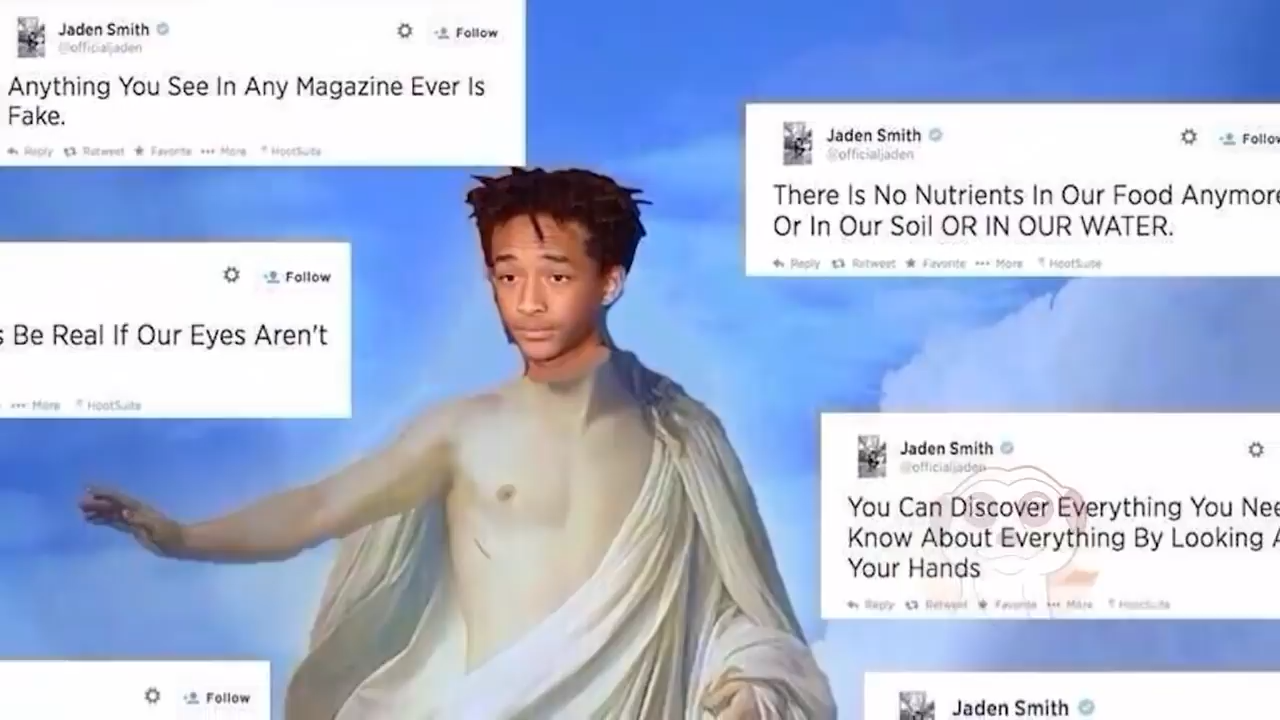 Jaden Smith
@officialjaden
Follow
Anything You See In Any Magazine Ever Is
Fake.
Reply Retweet Favorite More HootSuite
Jaden Smith
@officialjaden
Follow
There Is No Nutrients In Our Food Anymore
Or In Our Soil OR IN OUR WATER.
Reply Retweet Favorite More HootSuite
Follow
s Be Real If Our Eyes Aren't
More HootSuite
Jaden Smith
@officialjaden
You Can Discover Everything You Nee
Know About Everything By Looking A
Your Hands
Reply Retweet Favorite More HootSuite
Follow
Jaden Smith